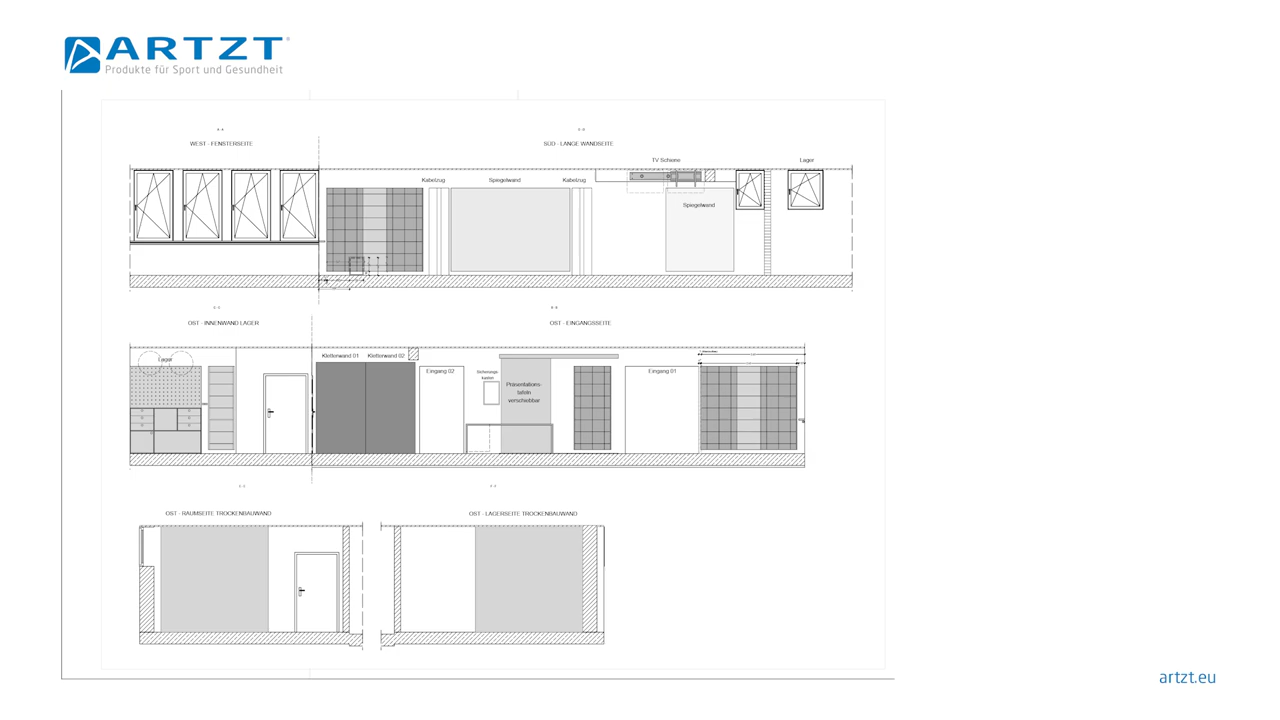 ARTZT
Produkte für Sport und Gesundheit
WEST - FENSTERSEITE
SÜD - LANGE WANDSEITE
TV Schiene
Lager
Kabelzug
Spiegelwand
Kabelzug
Spiegelwand
OST - INNENWAND LAGER
OST - EINGANGSSEITE
Lager
Kletterwand 01
Kletterwand 02
Eingang 02
Sicherungs-
kasten
Präsentations-
tafeln
verschiebbar
Eingang 01
OST - RAUMSEITE TROCKENBAUWAND
OST - LAGERSEITE TROCKENBAUWAND
artzt.eu